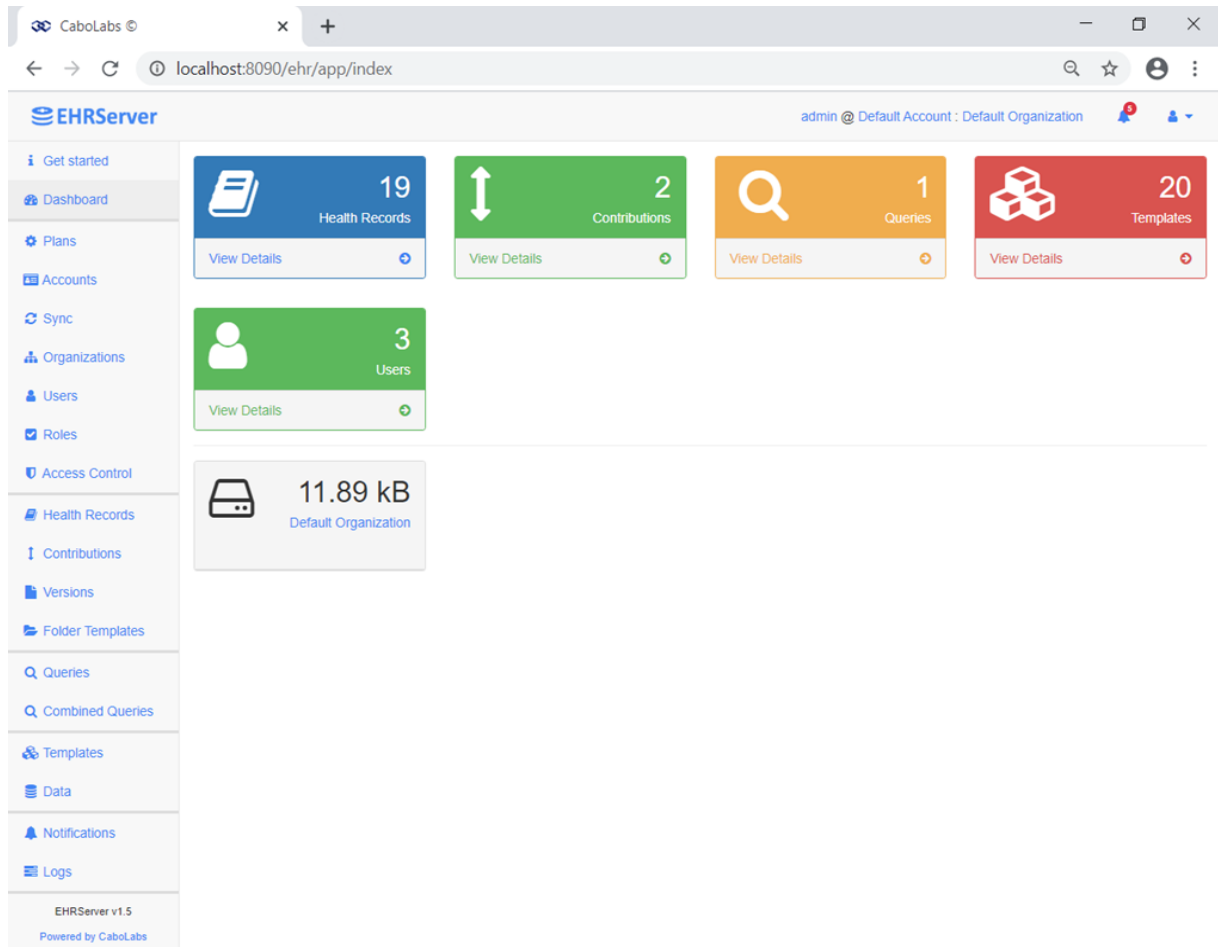 CaboLabs ©
localhost:8090/ehr/app/index
EHRServer
admin @ Default Account : Default Organization
5
Get started
Dashboard
Plans
Accounts
Sync
Organizations
Users
Roles
Access Control
Health Records
Contributions
Versions
Folder Templates
Queries
Combined Queries
Templates
Data
Notifications
Logs
EHRServer v1.5
Powered by CaboLabs
19
Health Records
View Details
2
Contributions
View Details
1
Queries
View Details
20
Templates
View Details
3
Users
View Details
11.89 kB
Default Organization